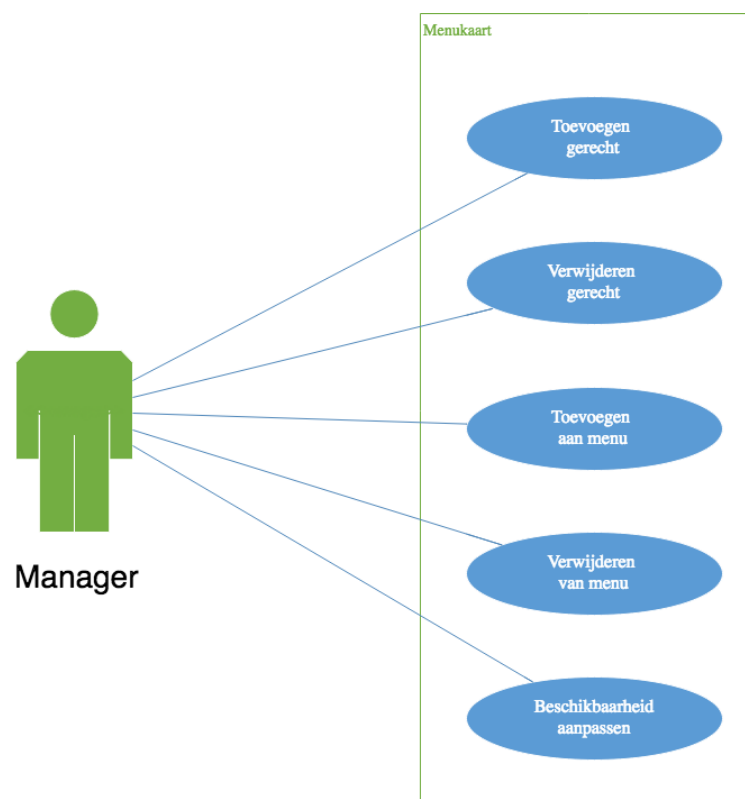 Menukaart
Toevoegen
gerecht
Verwijderen
gerecht
Toevoegen
aan menu
Verwijderen
van menu
Beschikbaarheid
aanpassen
Manager